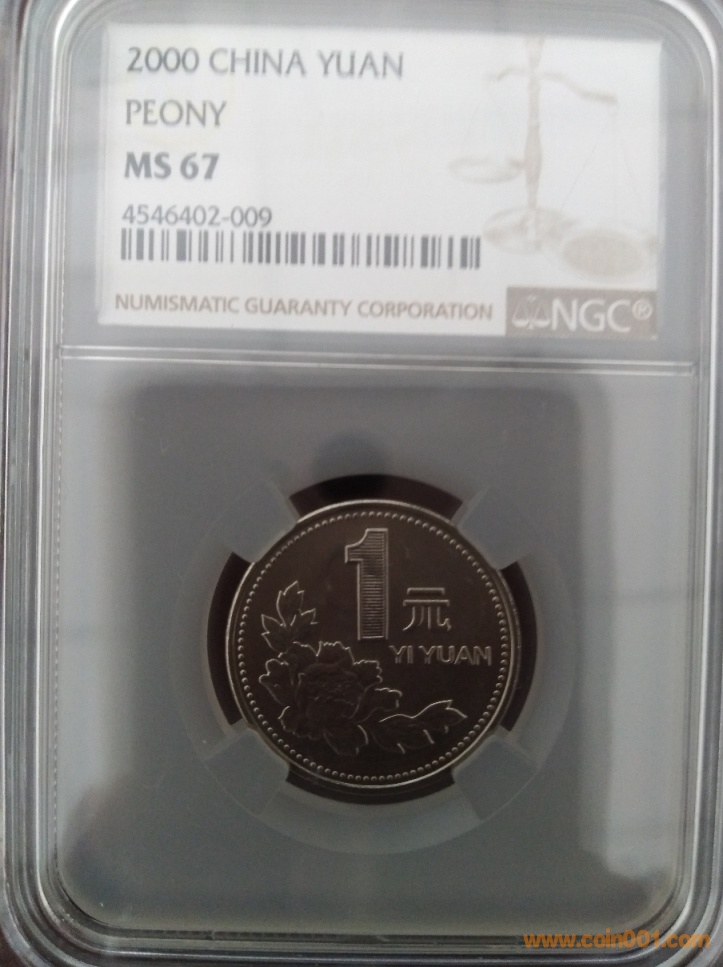 2000 CHINA YUAN
PEONY
MS 67
4546402-009
NUMISMATIC GUARANTY CORPORATION
NGC℗
1 元
YI YUAN
www.coin001.com